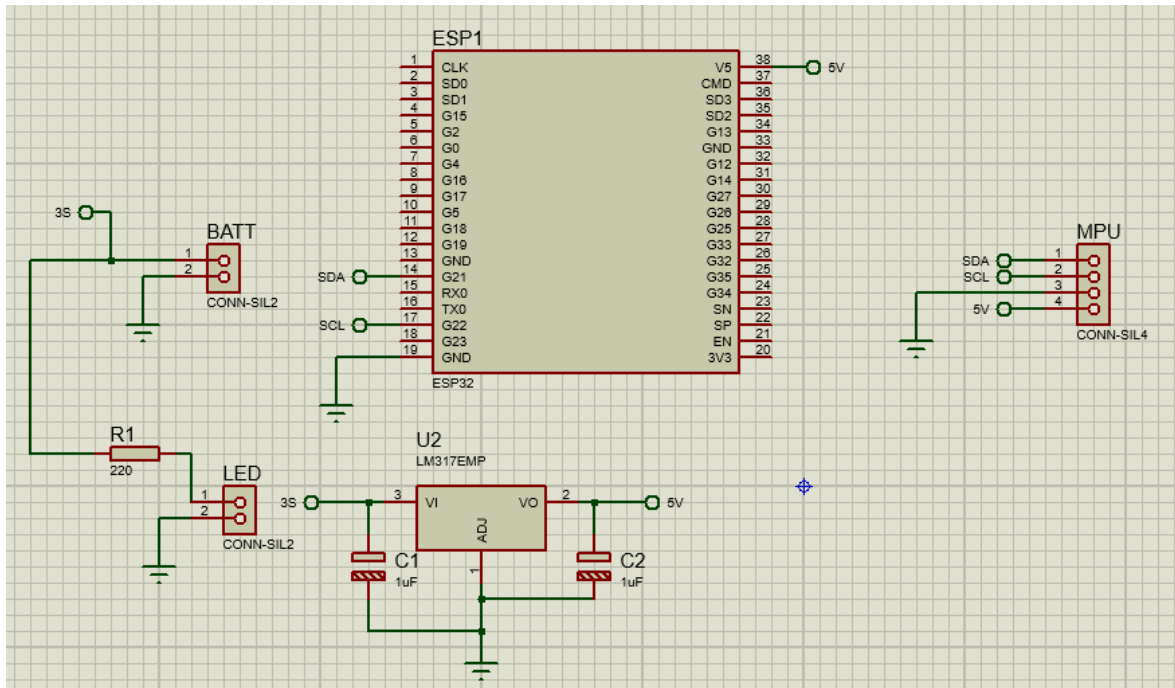 ESP1
1 CLK
2 SD0
3 SD1
4 G15
5 G2
6 G0
7 G4
8 G16
9 G17
10 G5
11 G18
12 G19
13 GND
SDA 14 G21
15 RX0
16 TX0
SCL 17 G22
18 G23
19 GND
V5 38 5V
CMD 37
SD3 36
SD2 35
G13 34
GND 33
G12 32
G14 31
G27 30
G26 29
G25 28
G33 27
G32 26
G35 25
G34 24
SN 23
SP 22
EN 21
3V3 20
ESP32
3S
BATT
1
2
CONN-SIL2
MPU
SDA 1
SCL 2
3
5V 4
CONN-SIL4
R1
220
LED
1
2
CONN-SIL2
U2
LM317EMP
3S 3 VI VO 2 5V
ADJ
1
C1
1uF
C2
1uF